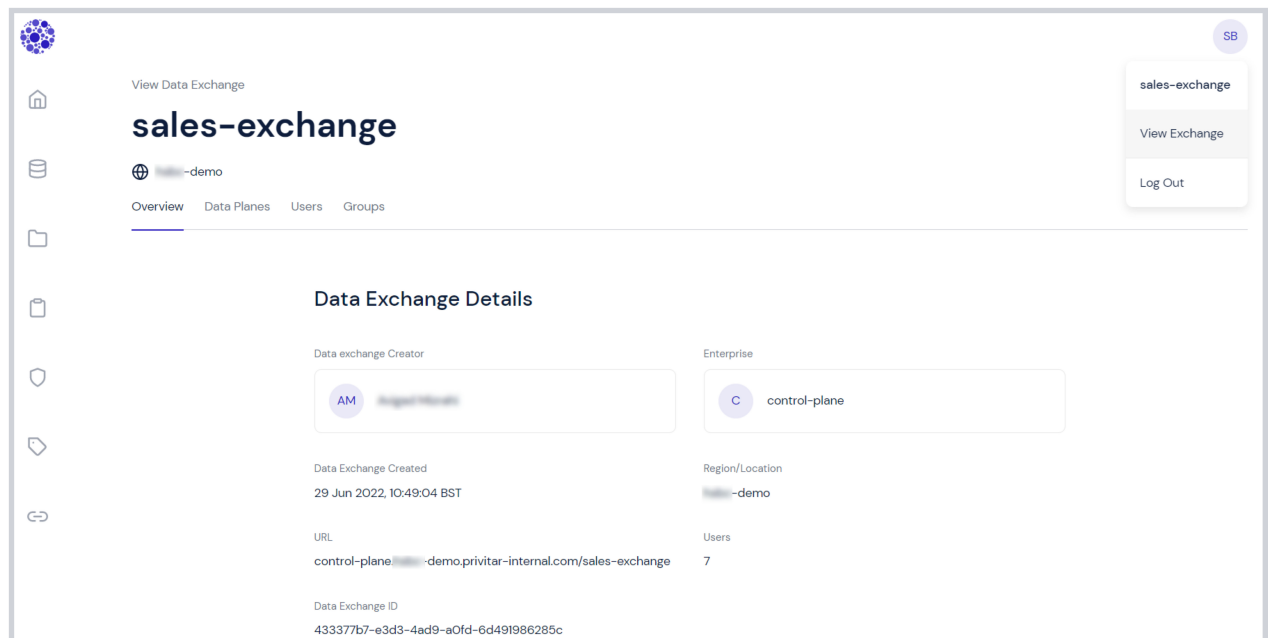 SB
sales-exchange
View Exchange
Log Out
View Data Exchange
sales-exchange
-demo
Overview Data Planes Users Groups
Data Exchange Details
Data exchange Creator Enterprise
AM C control-plane
Data Exchange Created Region/Location
29 Jun 2022, 10:49:04 BST -demo
URL Users
control-plane. -demo.privitar-internal.com/sales-exchange 7
Data Exchange ID
433377b7-e3d3-4ad9-a0fd-6d491986285c